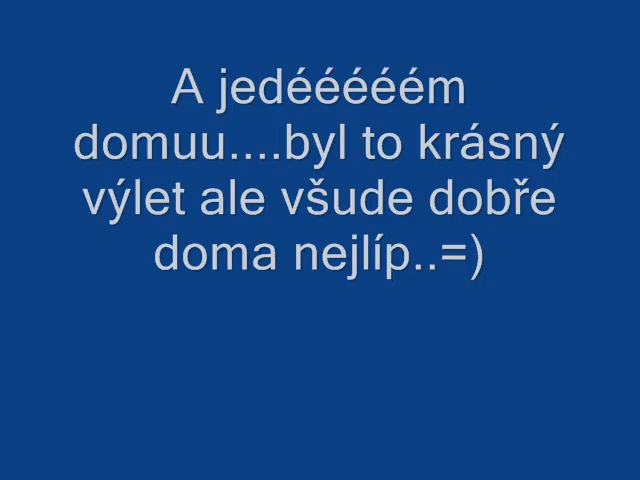 A jedéééééém
domuu....byl to krásný
výlet ale všude dobře
doma nejlíp..=)